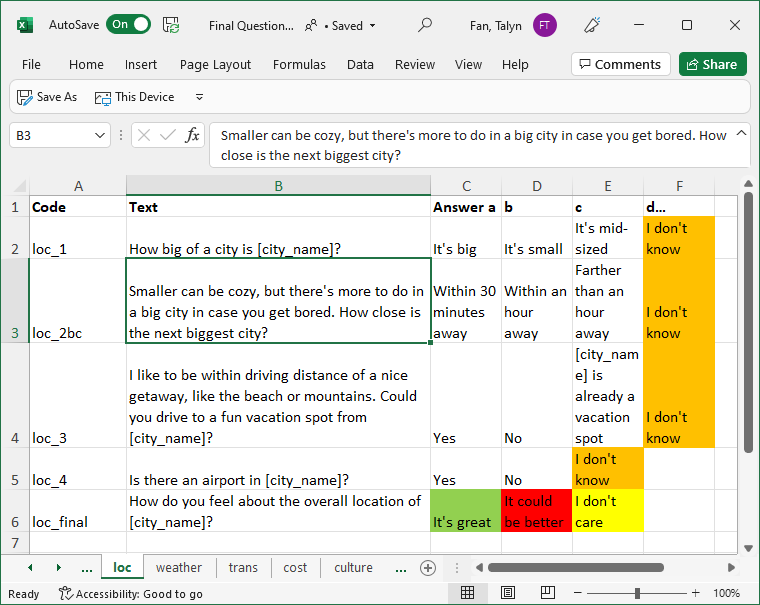 AutoSave On Final Question... • Saved Fan, Talyn FT
File Home Insert Page Layout Formulas Data Review View Help Comments Share
Save As This Device
B3 fx Smaller can be cozy, but there's more to do in a big city in case you get bored. How
close is the next biggest city?
A B C D E F
1 Code Text Answer a b c d...
It's mid- I don't
2 loc_1 How big of a city is [city_name]? It's big It's small sized know
Farther
Smaller can be cozy, but there's more to do in Within 30 Within an than an
a big city in case you get bored. How close is minutes hour hour I don't
3 loc_2bc the next biggest city? away away away know
[city_nam
I like to be within driving distance of a nice e] is
getaway, like the beach or mountains. Could already a
you drive to a fun vacation spot from vacation I don't
4 loc_3 [city_name]? Yes No spot know
I don't
5 loc_4 Is there an airport in [city_name]? Yes No know
How do you feel about the overall location of It could I don't
6 loc_final [city_name]? It's great be better care
7
... loc weather trans cost culture ...
Ready Accessibility: Good to go 100%